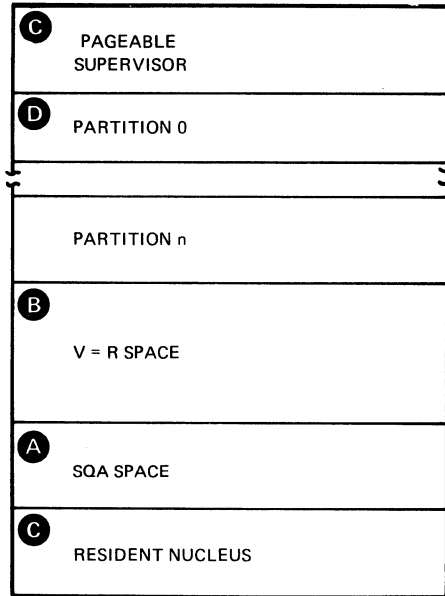 C
PAGEABLE
SUPERVISOR
D
PARTITION 0
PARTITION n
B
V = R SPACE
A
SQA SPACE
C
RESIDENT NUCLEUS